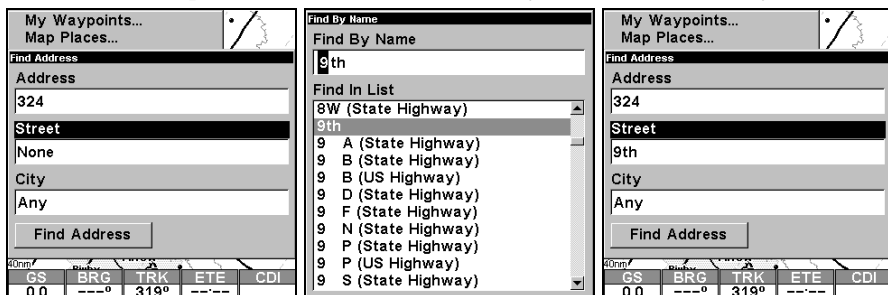 My Waypoints...
Map Places...
Find Address
Address
324
Street
None
City
Any
Find Address
40nm
GS BRG TRK ETE CDI
0.0 ---º 319º --:--
Find By Name
Find By Name
9th
Find In List
8W (State Highway)
9th
9 A (State Highway)
9 B (State Highway)
9 B (US Highway)
9 D (State Highway)
9 F (State Highway)
9 N (State Highway)
9 P (State Highway)
9 P (US Highway)
9 S (State Highway)
My Waypoints...
Map Places...
Find Address
Address
324
Street
9th
City
Any
Find Address
40nm
GS BRG TRK ETE CDI
0.0 ---º 319º --:--